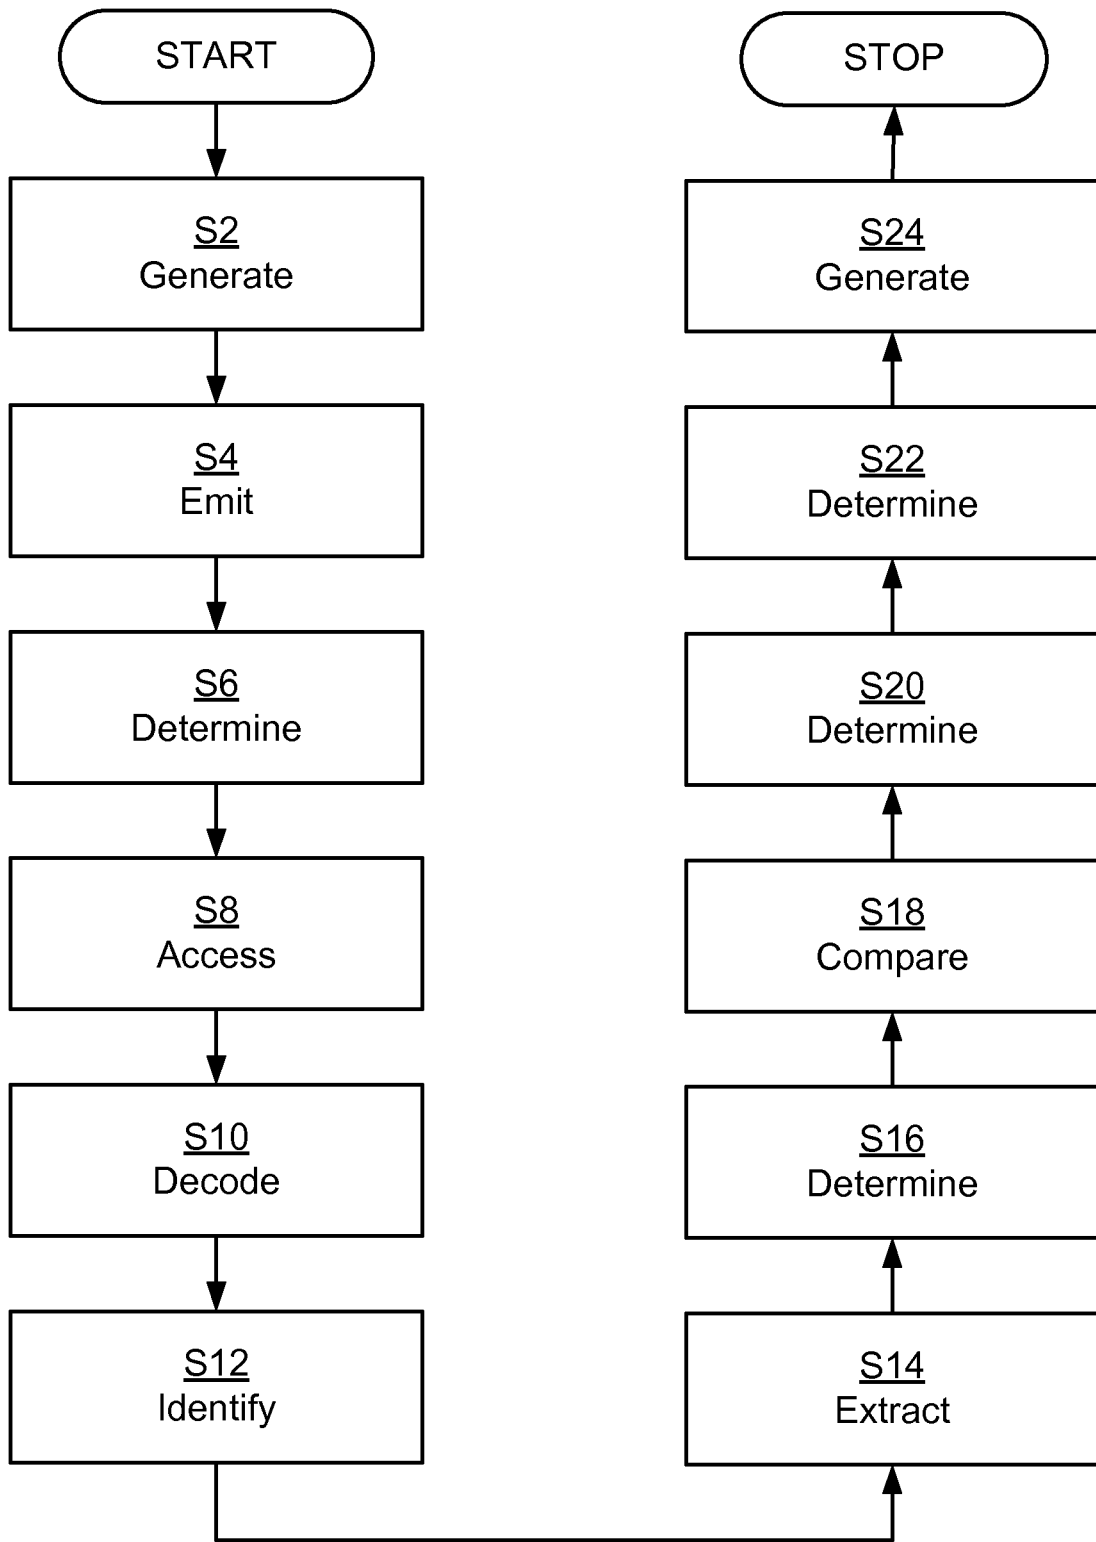 START
S2
Generate
S4
Emit
S6
Determine
S8
Access
S10
Decode
S12
Identify
S14
Extract
S16
Determine
S18
Compare
S20
Determine
S22
Determine
S24
Generate
STOP